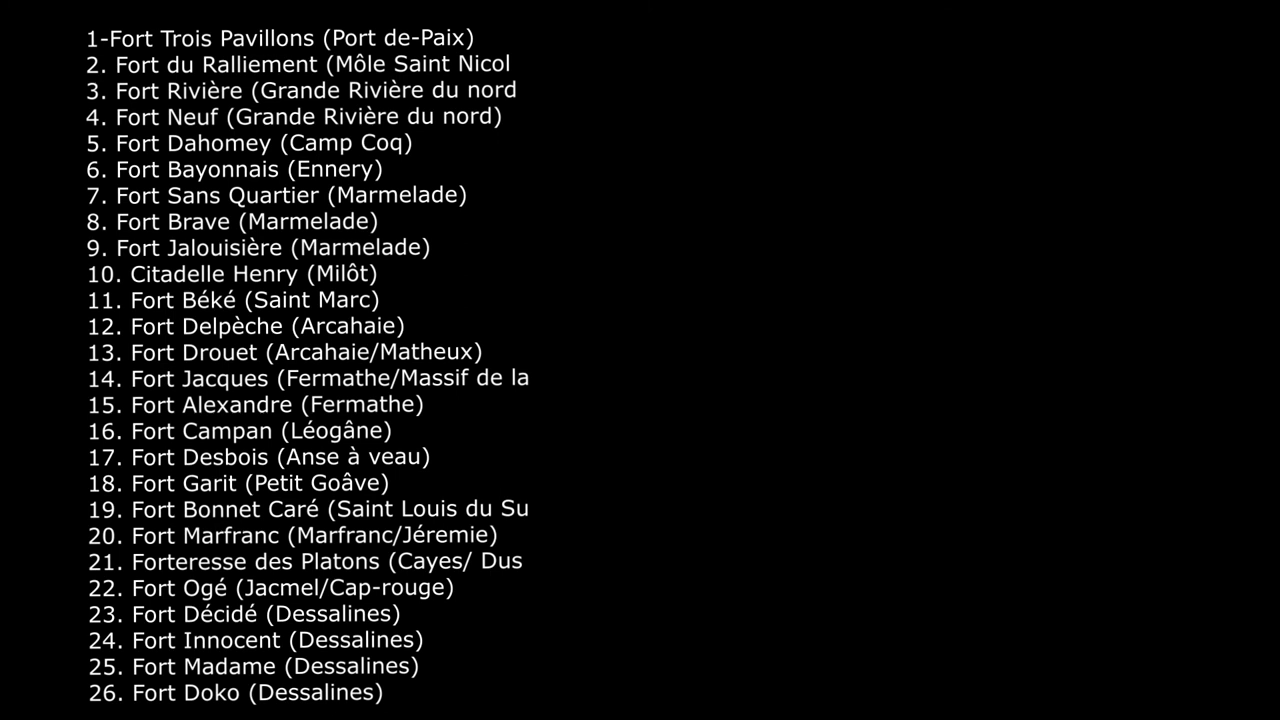 1-Fort Trois Pavillons (Port de-Paix)
2. Fort du Ralliement (Môle Saint Nicol
3. Fort Rivière (Grande Rivière du nord
4. Fort Neuf (Grande Rivière du nord)
5. Fort Dahomey (Camp Coq)
6. Fort Bayonnais (Ennery)
7. Fort Sans Quartier (Marmelade)
8. Fort Brave (Marmelade)
9. Fort Jalouisière (Marmelade)
10. Citadelle Henry (Milôt)
11. Fort Béké (Saint Marc)
12. Fort Delpèche (Arcahaie)
13. Fort Drouet (Arcahaie/Matheux)
14. Fort Jacques (Fermathe/Massif de la
15. Fort Alexandre (Fermathe)
16. Fort Campan (Léogâne)
17. Fort Desbois (Anse à veau)
18. Fort Garit (Petit Goâve)
19. Fort Bonnet Caré (Saint Louis du Su
20. Fort Marfranc (Marfranc/Jéremie)
21. Forteresse des Platons (Cayes/ Dus
22. Fort Ogé (Jacmel/Cap-rouge)
23. Fort Décidé (Dessalines)
24. Fort Innocent (Dessalines)
25. Fort Madame (Dessalines)
26. Fort Doko (Dessalines)